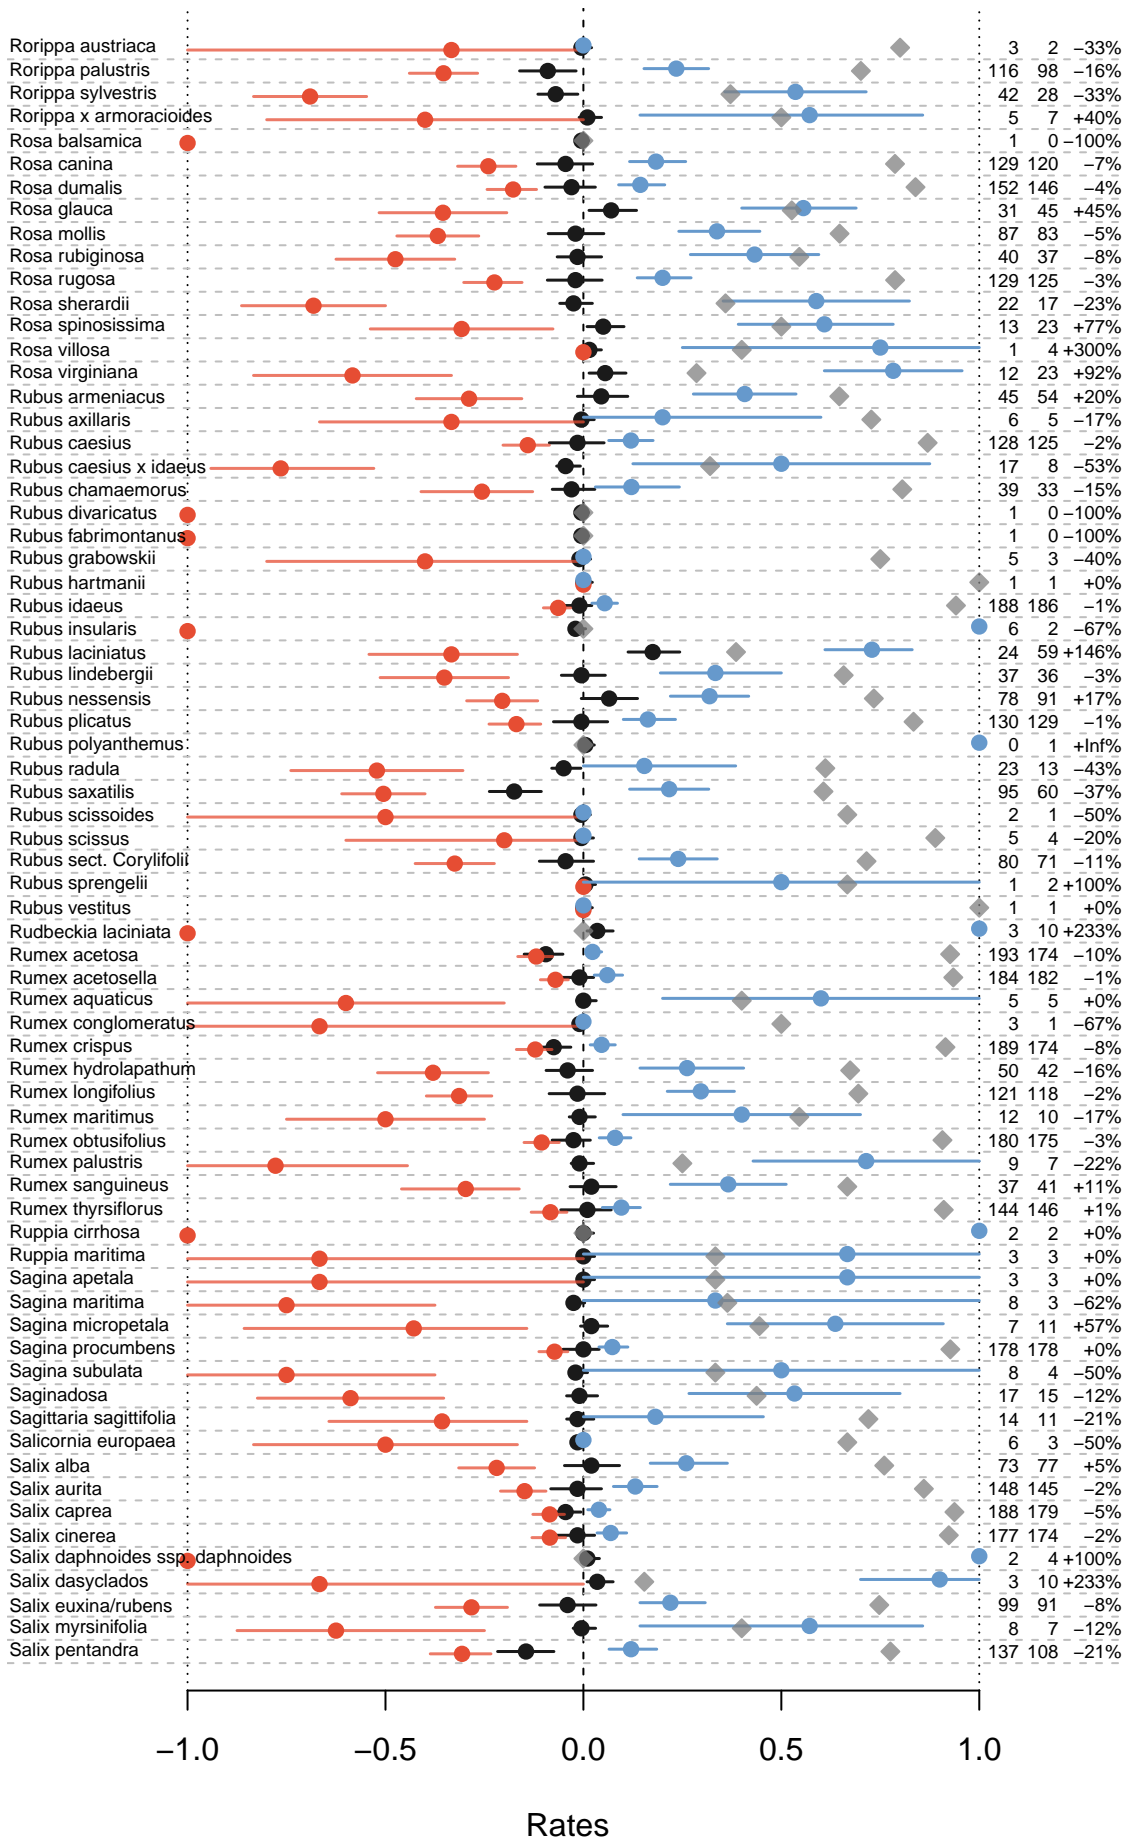 Rorippa austriaca 3 2 −33%
Rorippa palustris 116 98 −16%
Rorippa sylvestris 42 28 −33%
Rorippa x armoracioides 5 7 +40%
Rosa balsamica 1 0 −100%
Rosa canina 129 120 −7%
Rosa dumalis 152 146 −4%
Rosa glauca 31 45 +45%
Rosa mollis 87 83 −5%
Rosa rubiginosa 40 37 −8%
Rosa rugosa 129 125 −3%
Rosa sherardii 22 17 −23%
Rosa spinosissima 13 23 +77%
Rosa villosa 1 4 +300%
Rosa virginiana 12 23 +92%
Rubus armeniacus 45 54 +20%
Rubus axillaris 6 5 −17%
Rubus caesius 128 125 −2%
Rubus caesius x idaeus 17 8 −53%
Rubus chamaemorus 39 33 −15%
Rubus divaricatus 1 0 −100%
Rubus fabrimontanus 1 0 −100%
Rubus grabowskii 5 3 −40%
Rubus hartmanii 1 1 +0%
Rubus idaeus 188 186 −1%
Rubus insularis 6 2 −67%
Rubus laciniatus 24 59 +146%
Rubus lindebergii 37 36 −3%
Rubus nessensis 78 91 +17%
Rubus plicatus 130 129 −1%
Rubus polyanthemus 0 1 +Inf%
Rubus radula 23 13 −43%
Rubus saxatilis 95 60 −37%
Rubus scissoides 2 1 −50%
Rubus scissus 5 4 −20%
Rubus sect. Corylifolii 80 71 −11%
Rubus sprengelii 1 2 +100%
Rubus vestitus 1 1 +0%
Rudbeckia laciniata 3 10 +233%
Rumex acetosa 193 174 −10%
Rumex acetosella 184 182 −1%
Rumex aquaticus 5 5 +0%
Rumex conglomeratus 3 1 −67%
Rumex crispus 189 174 −8%
Rumex hydrolapathum 50 42 −16%
Rumex longifolius 121 118 −2%
Rumex maritimus 12 10 −17%
Rumex obtusifolius 180 175 −3%
Rumex palustris 9 7 −22%
Rumex sanguineus 37 41 +11%
Rumex thyrsiflorus 144 146 +1%
Ruppia cirrhosa 2 2 +0%
Ruppia maritima 3 3 +0%
Sagina apetala 3 3 +0%
Sagina maritima 8 3 −62%
Sagina micropetala 7 11 +57%
Sagina procumbens 178 178 +0%
Sagina subulata 8 4 −50%
Saginadosa 17 15 −12%
Sagittaria sagittifolia 14 11 −21%
Salicornia europaea 6 3 −50%
Salix alba 73 77 +5%
Salix aurita 148 145 −2%
Salix caprea 188 179 −5%
Salix cinerea 177 174 −2%
Salix daphnoides ssp. daphnoides 2 4 +100%
Salix dasyclados 3 10 +233%
Salix euxina/rubens 99 91 −8%
Salix myrsinifolia 8 7 −12%
Salix pentandra 137 108 −21%
−1.0 −0.5 0.0 0.5 1.0
Rates